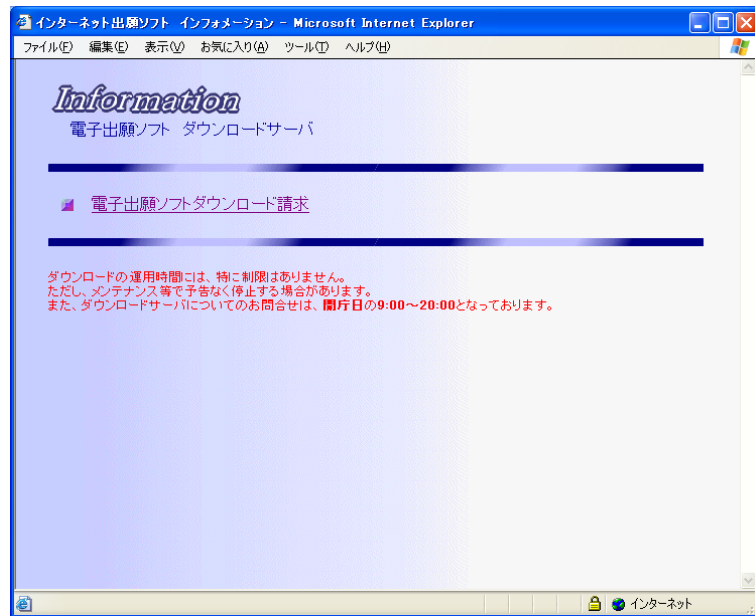 インターネット出願ソフト インフォメーション - Microsoft Internet Explorer
ファイル(F) 編集(E) 表示(V) お気に入り(A) ツール(T) ヘルプ(H)
Information
電子出願ソフト ダウンロードサーバ
電子出願ソフトダウンロード請求
ダウンロードの運用時間には、特に制限はありません。
ただし、メンテナンス等で予告なく停止する場合があります。
また、ダウンロードサーバについてのお問合せは、開庁日の9:00～20:00となっております。
インターネット